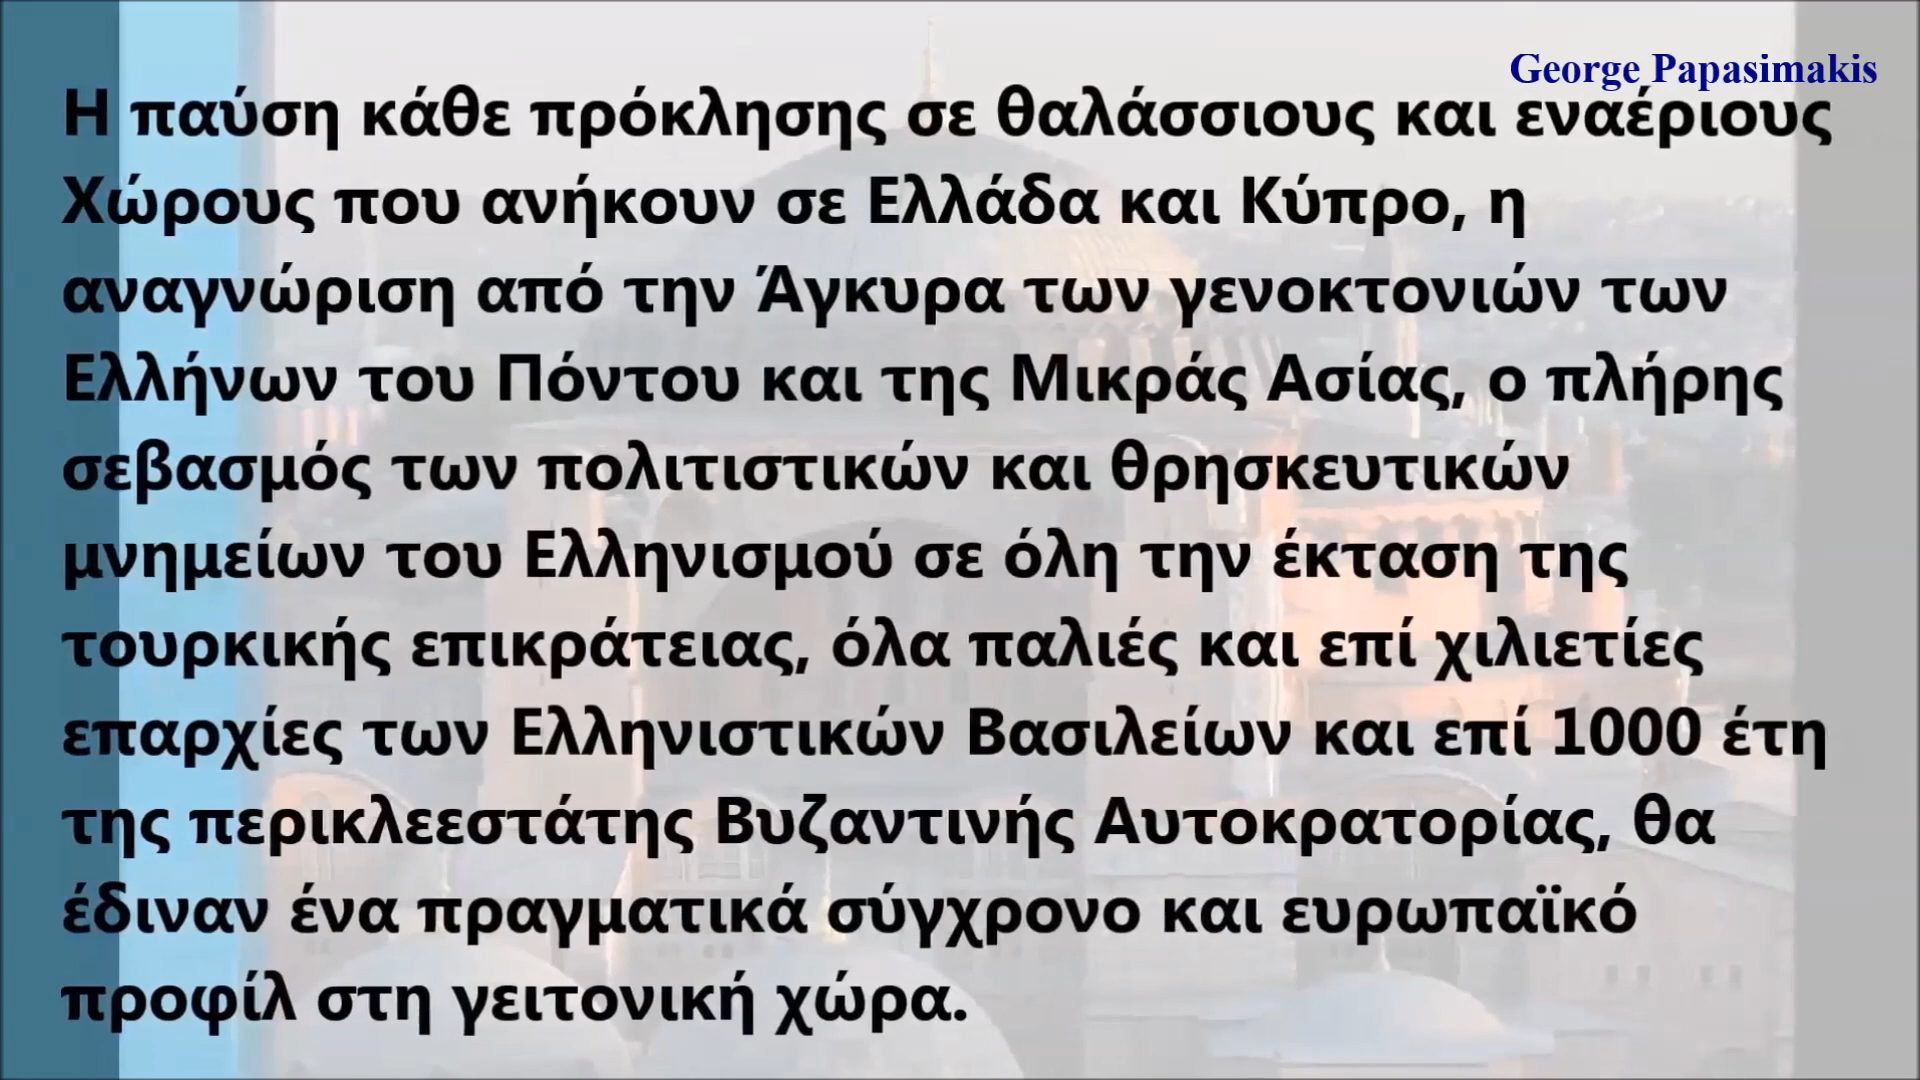 George Papasimakis
Η παύση κάθε πρόκλησης σε θαλάσσιους και εναέριους
Χώρους που ανήκουν σε Ελλάδα και Κύπρο, η
αναγνώριση από την Άγκυρα των γενοκτονιών των
Ελλήνων του Πόντου και της Μικράς Ασίας, ο πλήρης
σεβασμός των πολιτιστικών και θρησκευτικών
μνημείων του Ελληνισμού σε όλη την έκταση της
τουρκικής επικράτειας, όλα παλιές και επί χιλιετίες
επαρχίες των Ελληνιστικών Βασιλείων και επί 1000 έτη
της περικλεεστάτης Βυζαντινής Αυτοκρατορίας, θα
έδιναν ένα πραγματικά σύγχρονο και ευρωπαϊκό
προφίλ στη γειτονική χώρα.